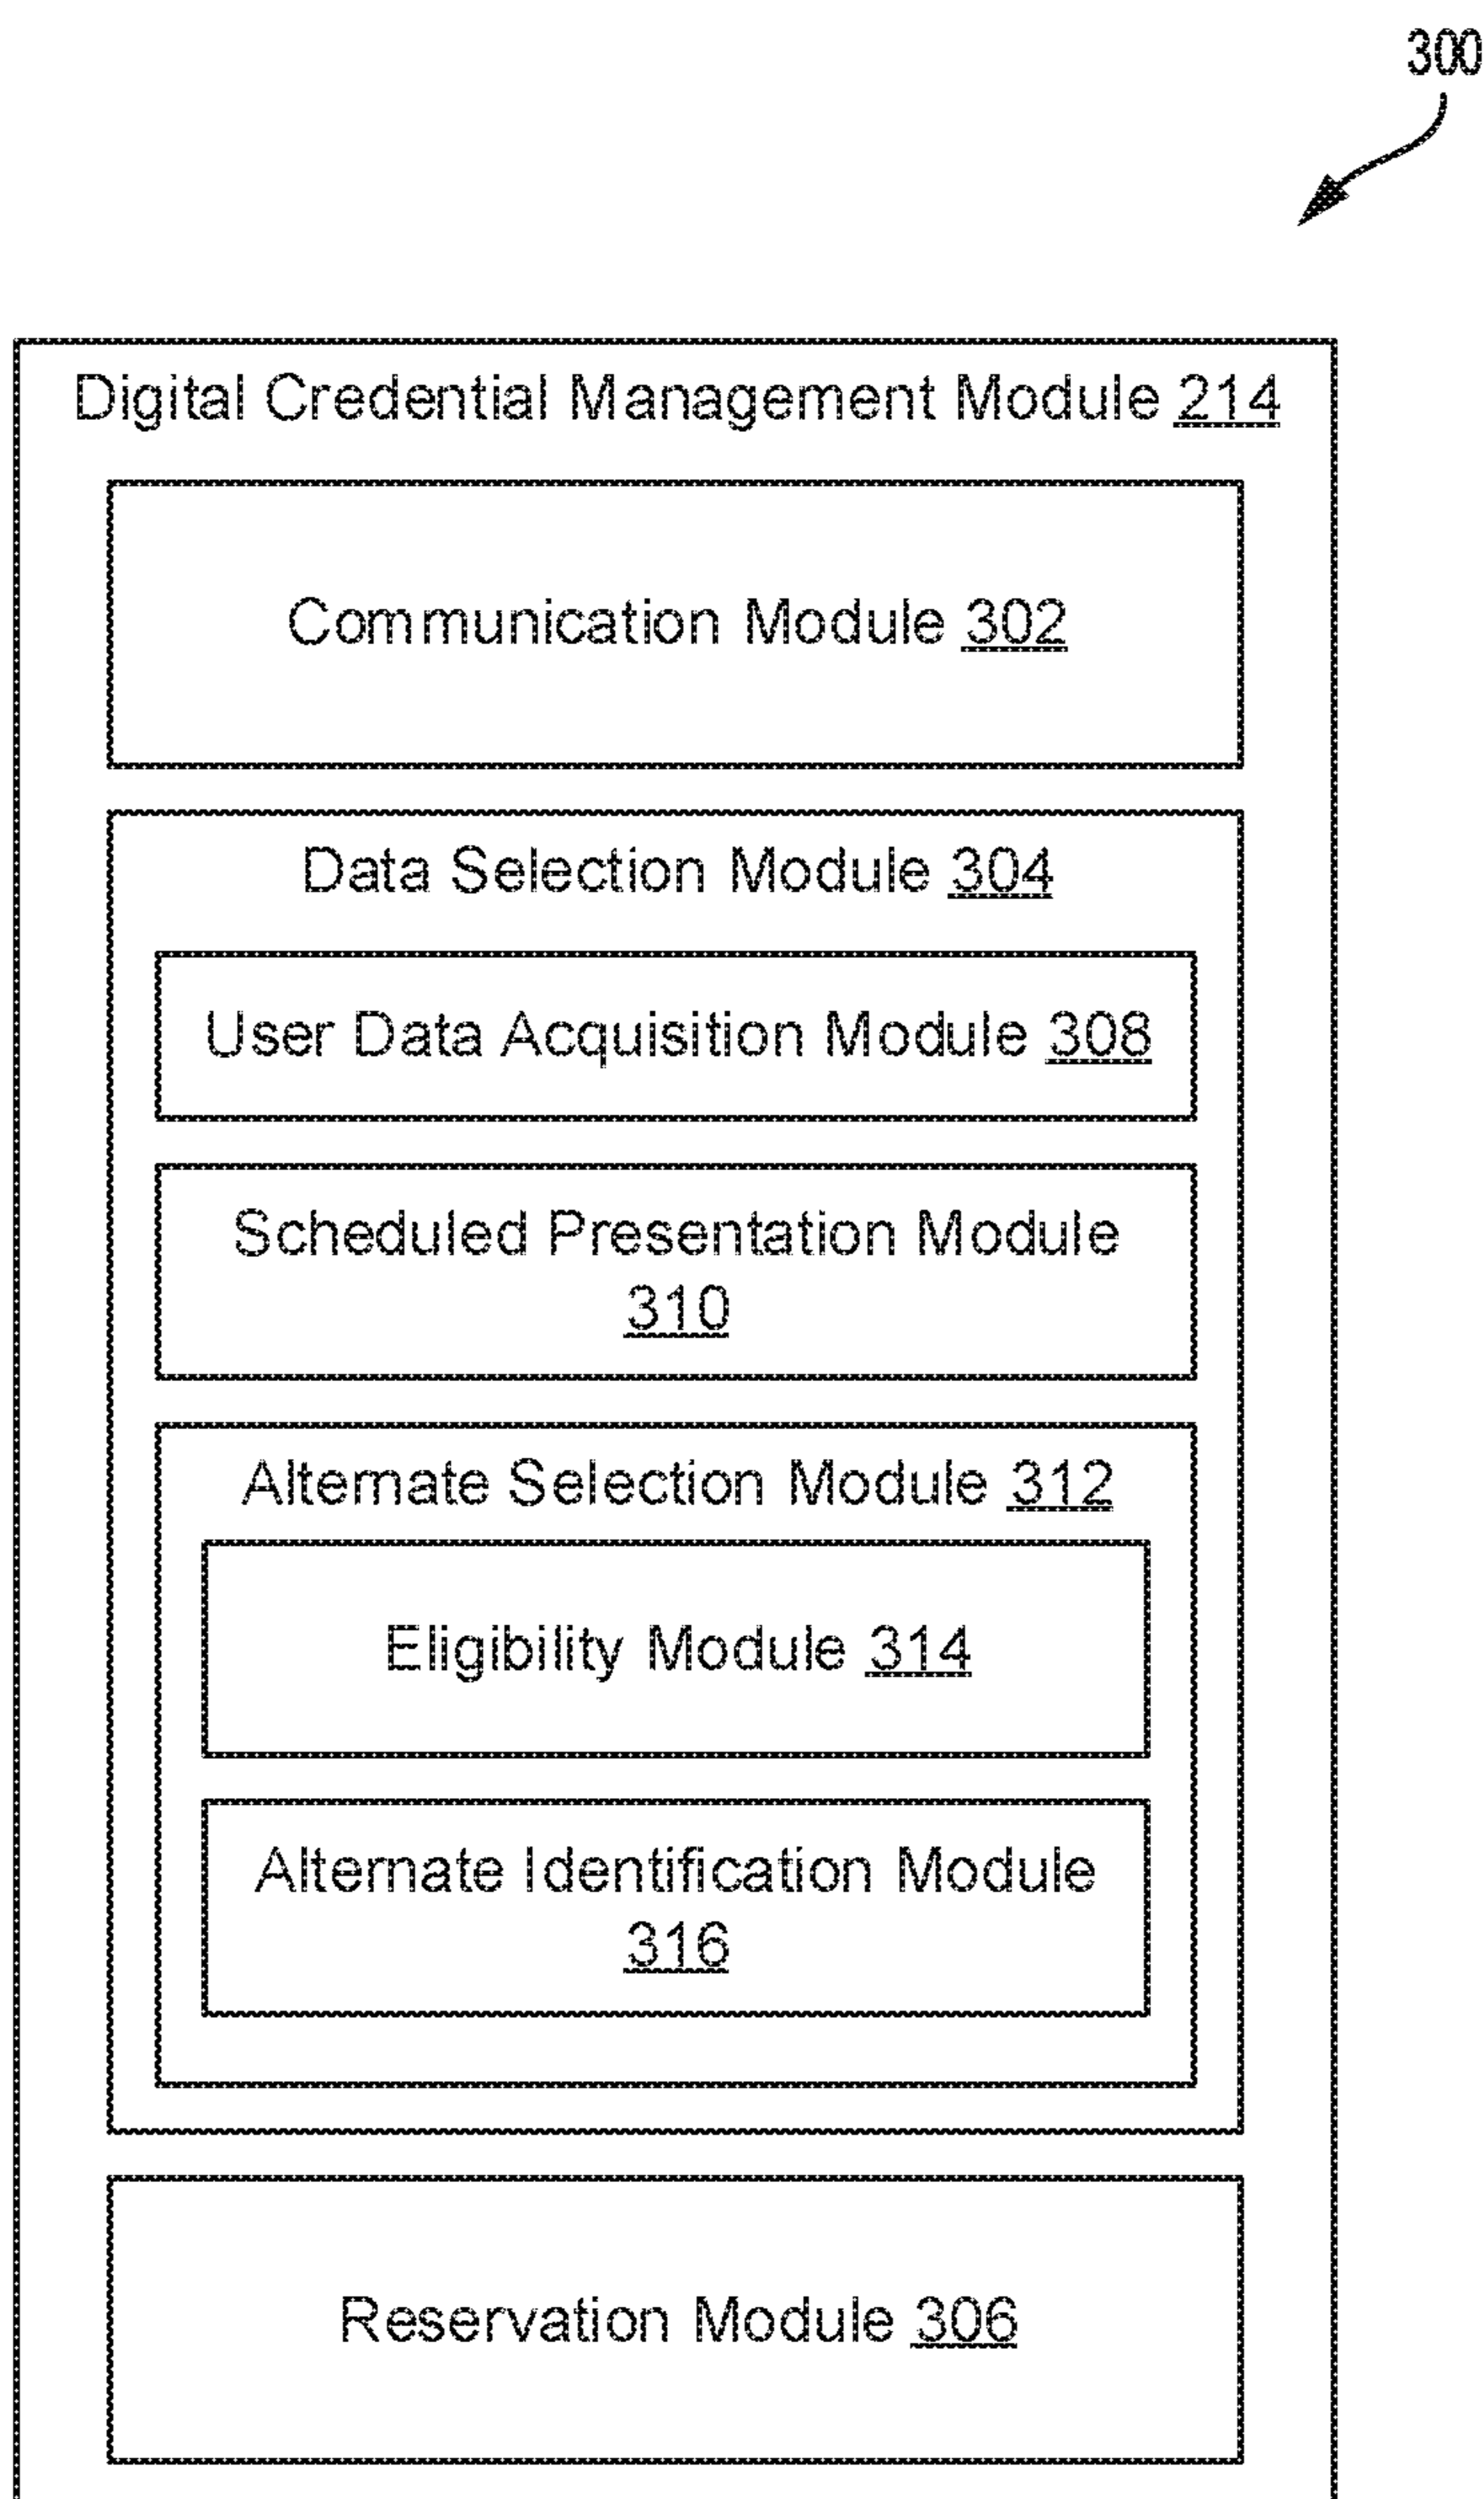 300
Digital Credential Management Module 214
Communication Module 302
Data Selection Module 304
User Data Acquisition Module 308
Scheduled Presentation Module
310
Alternate Selection Module 312
Eligibility Module 314
Alternate Identification Module
316
Reservation Module 306